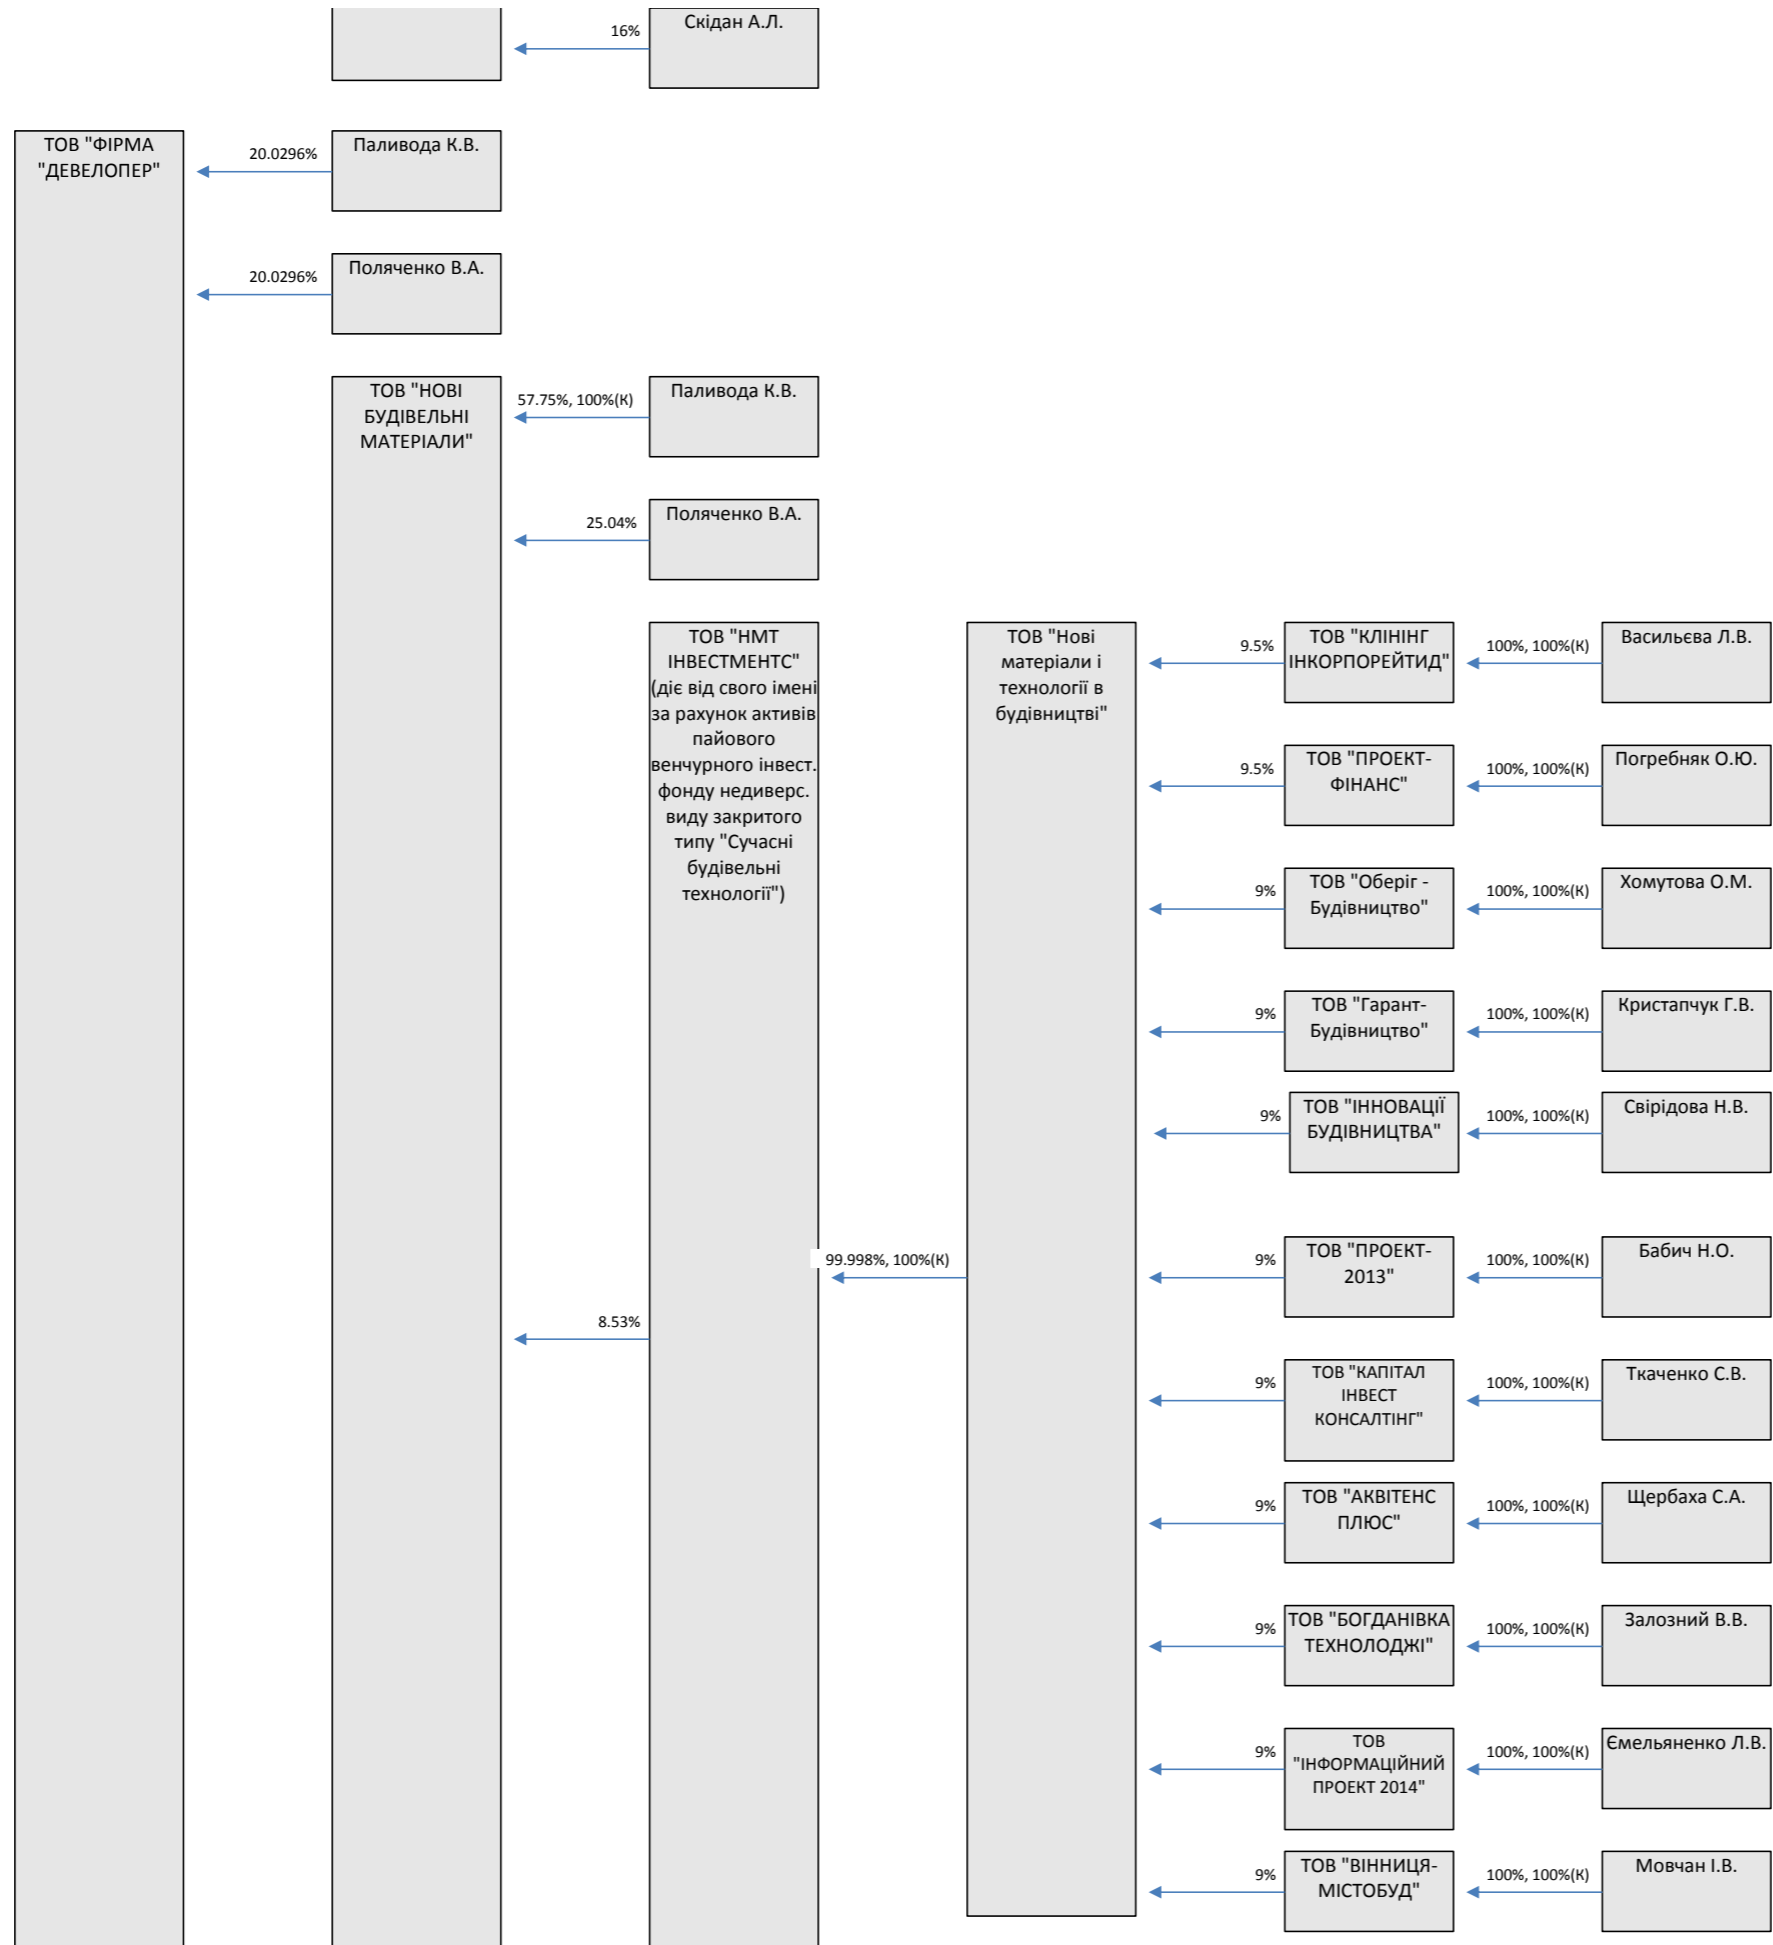 16%
Скідан А.Л.
ТОВ "ФІРМА
"ДЕВЕЛОПЕР"
20.0296%
Паливода К.В.
20.0296%
Поляченко В.А.
ТОВ "НОВІ
БУДІВЕЛЬНІ
МАТЕРІАЛИ"
57.75%, 100%(К)
Паливода К.В.
25.04%
Поляченко В.А.
ТОВ "НМТ
ІНВЕСТМЕНТС"
(діє від свого імені
за рахунок активів
пайового
венчурного інвест.
фонду недиверс.
виду закритого
типу "Сучасні
будівельні
технології")
ТОВ "Нові
матеріали і
технології в
будівництві"
9.5%
ТОВ "КЛІНІНГ
ІНКОРПОРЕЙТИД"
100%, 100%(К)
Васильєва Л.В.
9.5%
ТОВ "ПРОЕКТ-
ФІНАНС"
100%, 100%(К)
Погребняк О.Ю.
9%
ТОВ "Оберіг -
Будівництво"
100%, 100%(К)
Хомутова О.М.
9%
ТОВ "Гарант-
Будівництво"
100%, 100%(К)
Кристапчук Г.В.
9%
ТОВ "ІННОВАЦІЇ
БУДІВНИЦТВА"
100%, 100%(К)
Свірідова Н.В.
99.998%, 100%(К)
9%
ТОВ "ПРОЕКТ-
2013"
100%, 100%(К)
Бабич Н.О.
8.53%
9%
ТОВ "КАПІТАЛ
ІНВЕСТ
КОНСАЛТІНГ"
100%, 100%(К)
Ткаченко С.В.
9%
ТОВ "АКВІТЕНС
ПЛЮС"
100%, 100%(К)
Щербаха С.А.
9%
ТОВ "БОГДАНІВКА
ТЕХНОЛОДЖІ"
100%, 100%(К)
Залозний В.В.
9%
ТОВ
"ІНФОРМАЦІЙНИЙ
ПРОЕКТ 2014"
100%, 100%(К)
Ємельяненко Л.В.
9%
ТОВ "ВІННИЦЯ-
МІСТОБУД"
100%, 100%(К)
Мовчан І.В.